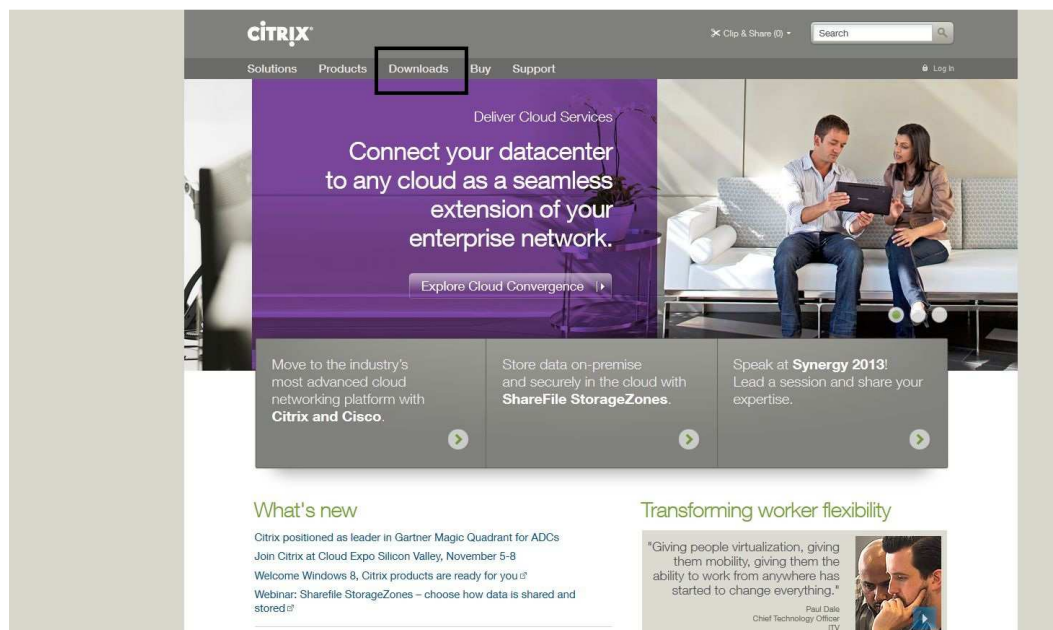 CİTRỊX®
Clip & Share (0)
Search
Solutions Products Downloads Buy Support
Log In
Deliver Cloud Services
Connect your datacenter
to any cloud as a seamless
extension of your
enterprise network.
Explore Cloud Convergence
Move to the industry's
most advanced cloud
networking platform with
Citrix and Cisco.
Store data on-premise
and securely in the cloud with
ShareFile StorageZones.
Speak at Synergy 2013!
Lead a session and share your
expertise.
What's new
Citrix positioned as leader in Gartner Magic Quadrant for ADCs
Join Citrix at Cloud Expo Silicon Valley, November 5-8
Welcome Windows 8, Citrix products are ready for you
Webinar: Sharefile StorageZones – choose how data is shared and
stored
Transforming worker flexibility
"Giving people virtualization, giving
them mobility, giving them the
ability to work from anywhere has
started to change everything."
Paul Dale
Chief Technology Officer
ITV